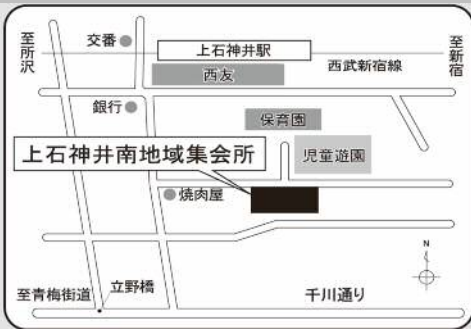 至所沢
交番
上石神井駅
至新宿
西友
西武新宿線
銀行
保育園
上石神井南地域集会所
児童遊園
焼肉屋
N
至青梅街道
立野橋
千川通り